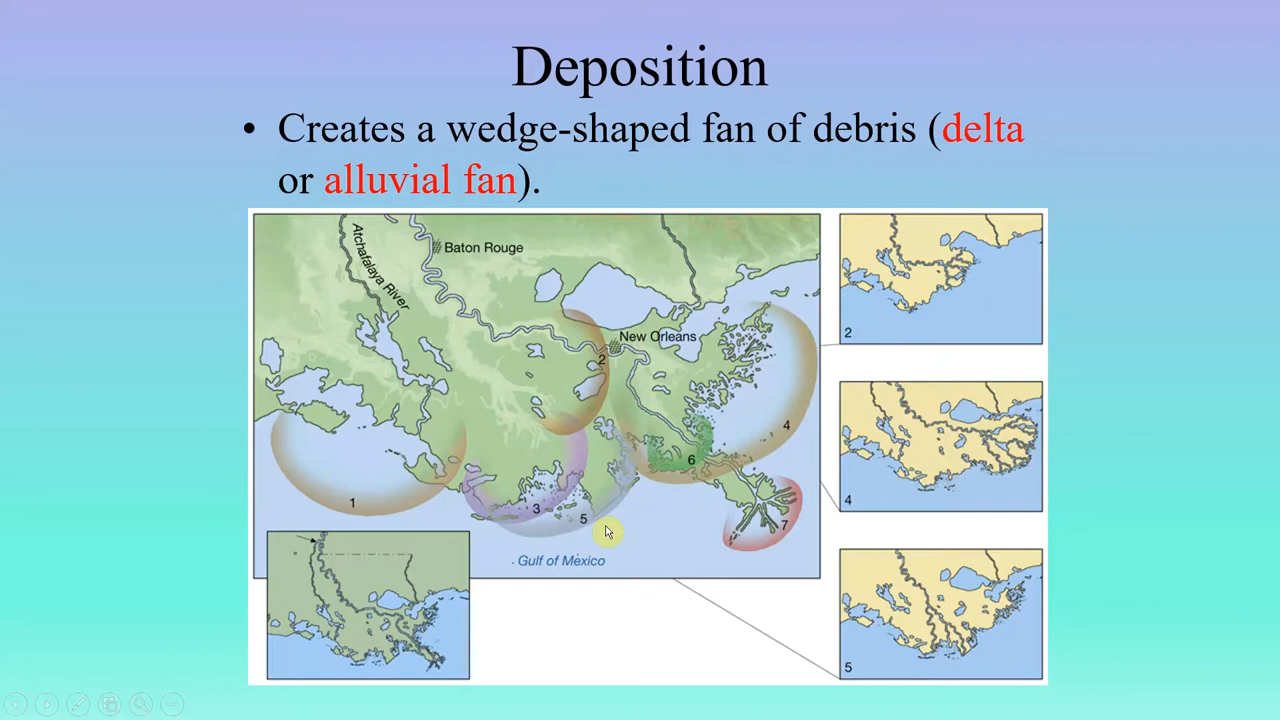 Deposition
• Creates a wedge-shaped fan of debris (delta
or alluvial fan).
Baton Rouge
Atchafalaya River
New Orleans
2
4
6
1
3
5
7
Gulf of Mexico
2
4
5